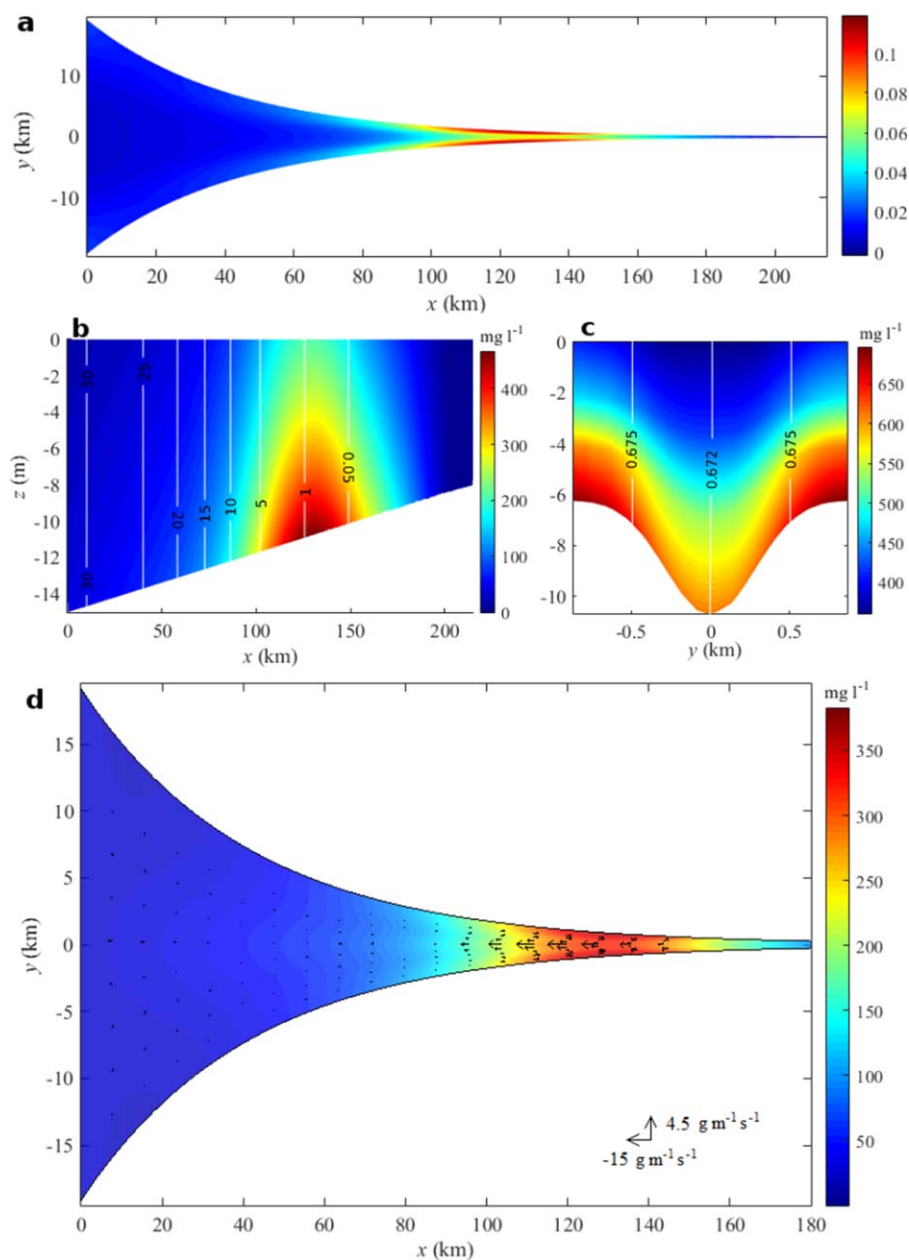 a
10
0
-10
y (km)
0 20 40 60 80 100 120 140 160 180 200
x (km)
0.1
0.08
0.06
0.04
0.02
0
b
0
-2
-4
-6
-8
-10
-12
-14
z (m)
30 25 20 15 10 5 1 0.05
30
0 50 100 150 200
x (km)
mg l-1
400
300
200
100
0
c
0
-2
-4
-6
-8
-10
0.675 0.672 0.675
-0.5 0 0.5
y (km)
mg l-1
650
600
550
500
450
400
d
15
10
5
0
-5
-10
-15
y (km)
4.5 g m-1 s-1
-15 g m-1 s-1
0 20 40 60 80 100 120 140 160 180
x (km)
mg l-1
350
300
250
200
150
100
50